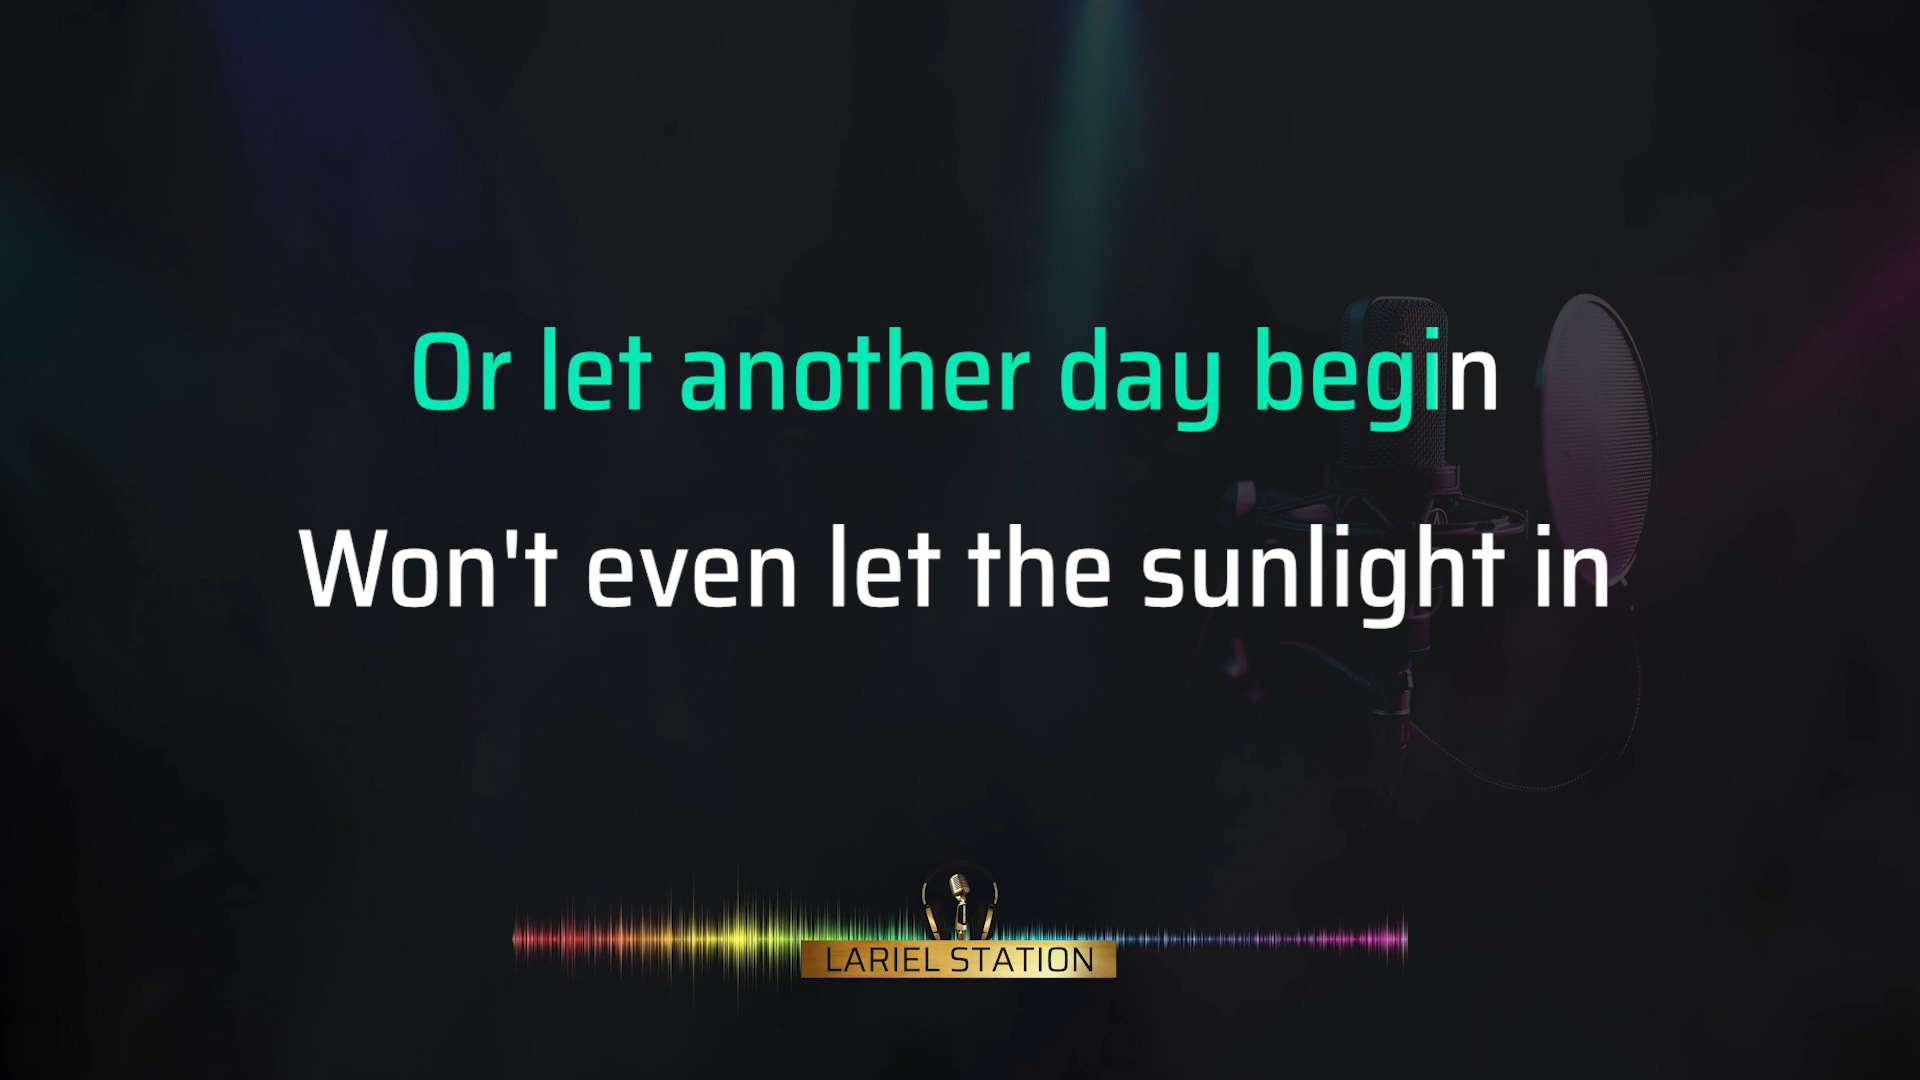 Or let another day begin
Won't even let the sunlight in
LARIEL STATION